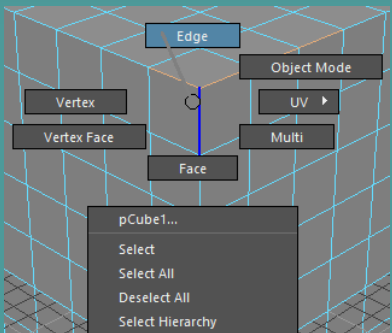 Edge
Object Mode
Vertex
UV
Vertex Face
Multi
Face
pCube1...
Select
Select All
Deselect All
Select Hierarchy